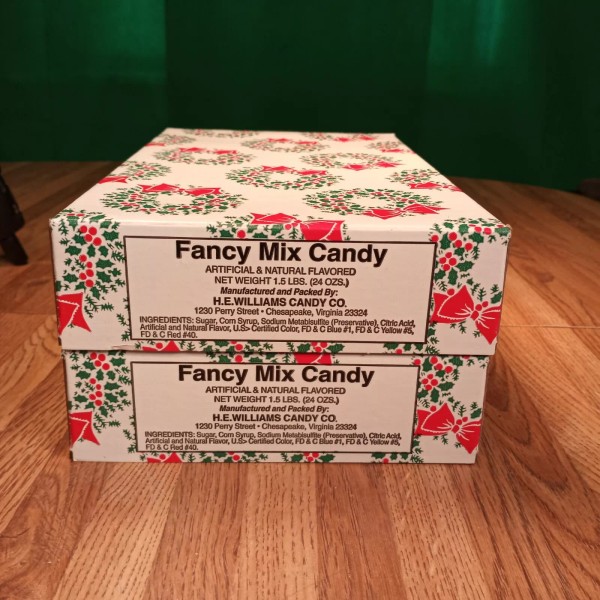 Fancy Mix Candy
ARTIFICIAL & NATURAL FLAVORED
NET WEIGHT 1.5 LBS. (24 OZS.)
Manufactured and Packed By:
H.E.WILLIAMS CANDY CO.
1230 Perry Street • Chesapeake, Virginia 23324
INGREDIENTS: Sugar, Corn Syrup, Sodium Metabisulfite (Preservative), Citric Acid,
Artificial and Natural Flavor, U.S> Certified Color, FD & C Blue #1, FD & C Yellow #5,
FD & C Red #40.
Fancy Mix Candy
ARTIFICIAL & NATURAL FLAVORED
NET WEIGHT 1.5 LBS. (24 OZS.)
Manufactured and Packed By:
H.E.WILLIAMS CANDY CO.
1230 Perry Street • Chesapeake, Virginia 23324
INGREDIENTS: Sugar, Corn Syrup, Sodium Metabisulfite (Preservative), Citric Acid,
Artificial and Natural Flavor, U.S> Certified Color, FD & C Blue #1, FD & C Yellow #5,
FD & C Red #40.